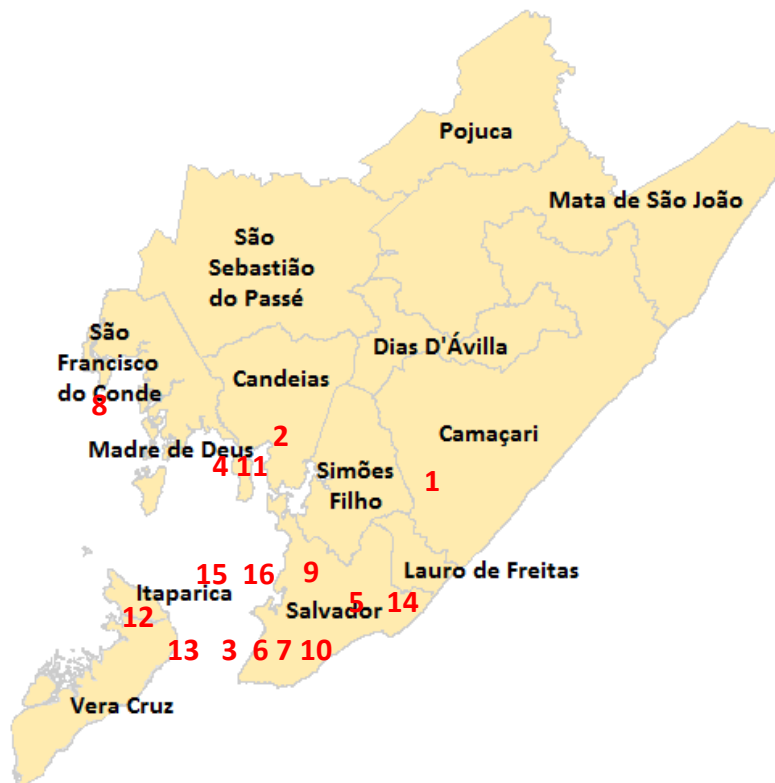 Pojuca
Mata de São João
São
Sebastião
do Passé
São
Francisco
do Conde
8
Dias D'Ávilla
Candeias
2
Camaçari
Madre de Deus
4 11
Simões
Filho
1
15 16 9
Lauro de Freitas
Itaparica
12
Salvador
5 14
13 3 6 7 10
Vera Cruz